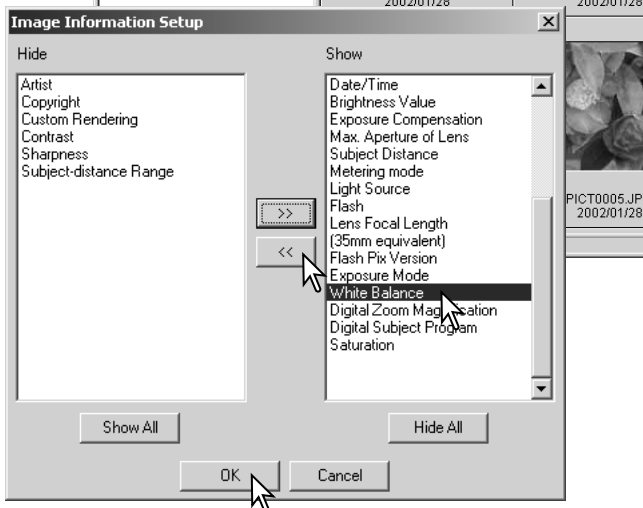 2002/01/28
2002/01/28
Image Information Setup
Hide
Show
Artist
Copyright
Custom Rendering
Contrast
Sharpness
Subject-distance Range
>>
<<
Date/Time
Brightness Value
Exposure Compensation
Max. Aperture of Lens
Subject Distance
Metering mode
Light Source
Flash
Lens Focal Length
(35mm equivalent)
Flash Pix Version
Exposure Mode
White Balance
Digital Zoom Magnification
Digital Subject Program
Saturation
PICT0005.JP
2002/01/28
Show All
Hide All
OK
Cancel